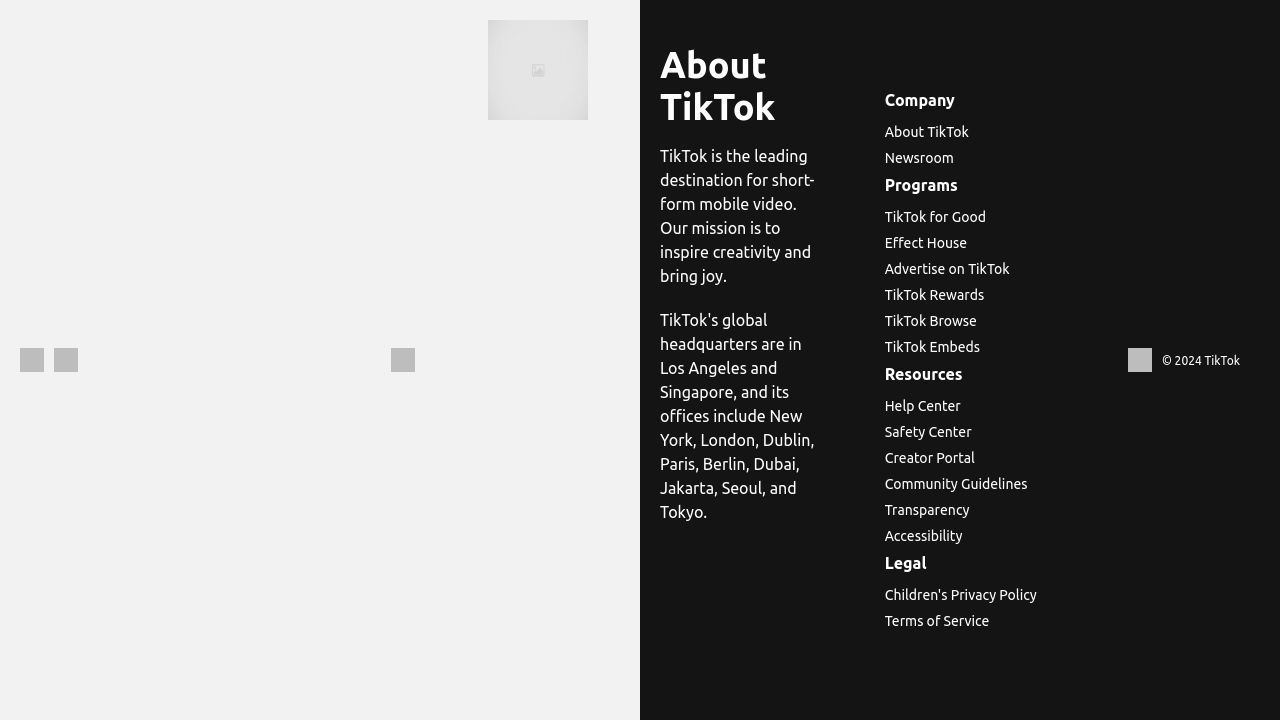 About
TikTok
TikTok is the leading
destination for short-
form mobile video.
Our mission is to
inspire creativity and
bring joy.
TikTok's global
headquarters are in
Los Angeles and
Singapore, and its
offices include New
York, London, Dublin,
Paris, Berlin, Dubai,
Jakarta, Seoul, and
Tokyo.
Company
About TikTok
Newsroom
Programs
TikTok for Good
Effect House
Advertise on TikTok
TikTok Rewards
TikTok Browse
TikTok Embeds
Resources
Help Center
Safety Center
Creator Portal
Community Guidelines
Transparency
Accessibility
Legal
Children's Privacy Policy
Terms of Service
© 2024 TikTok